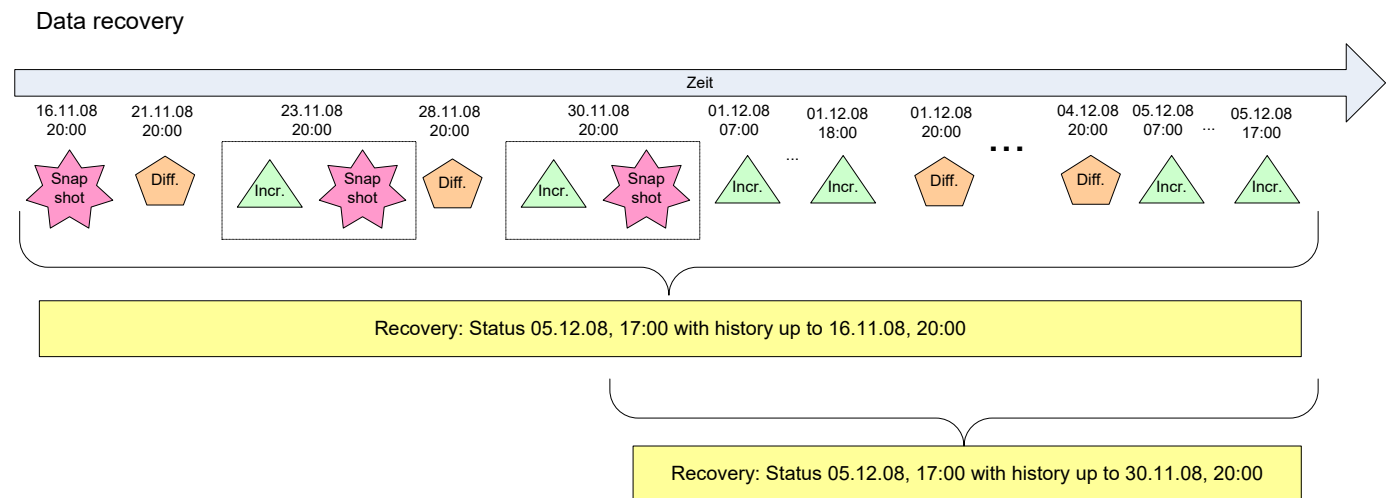 Data recovery
Zeit
16.11.08 21.11.08 23.11.08 28.11.08 30.11.08 01.12.08 01.12.08 01.12.08 04.12.08 05.12.08 05.12.08
20:00 20:00 20:00 20:00 20:00 07:00 18:00 20:00 ... 20:00 07:00 ... 17:00
...
Snap shot
Diff.
Incr.
Snap shot
Diff.
Incr.
Snap shot
Incr.
Incr.
Diff.
Diff.
Incr.
Incr.
Recovery: Status 05.12.08, 17:00 with history up to 16.11.08, 20:00
Recovery: Status 05.12.08, 17:00 with history up to 30.11.08, 20:00